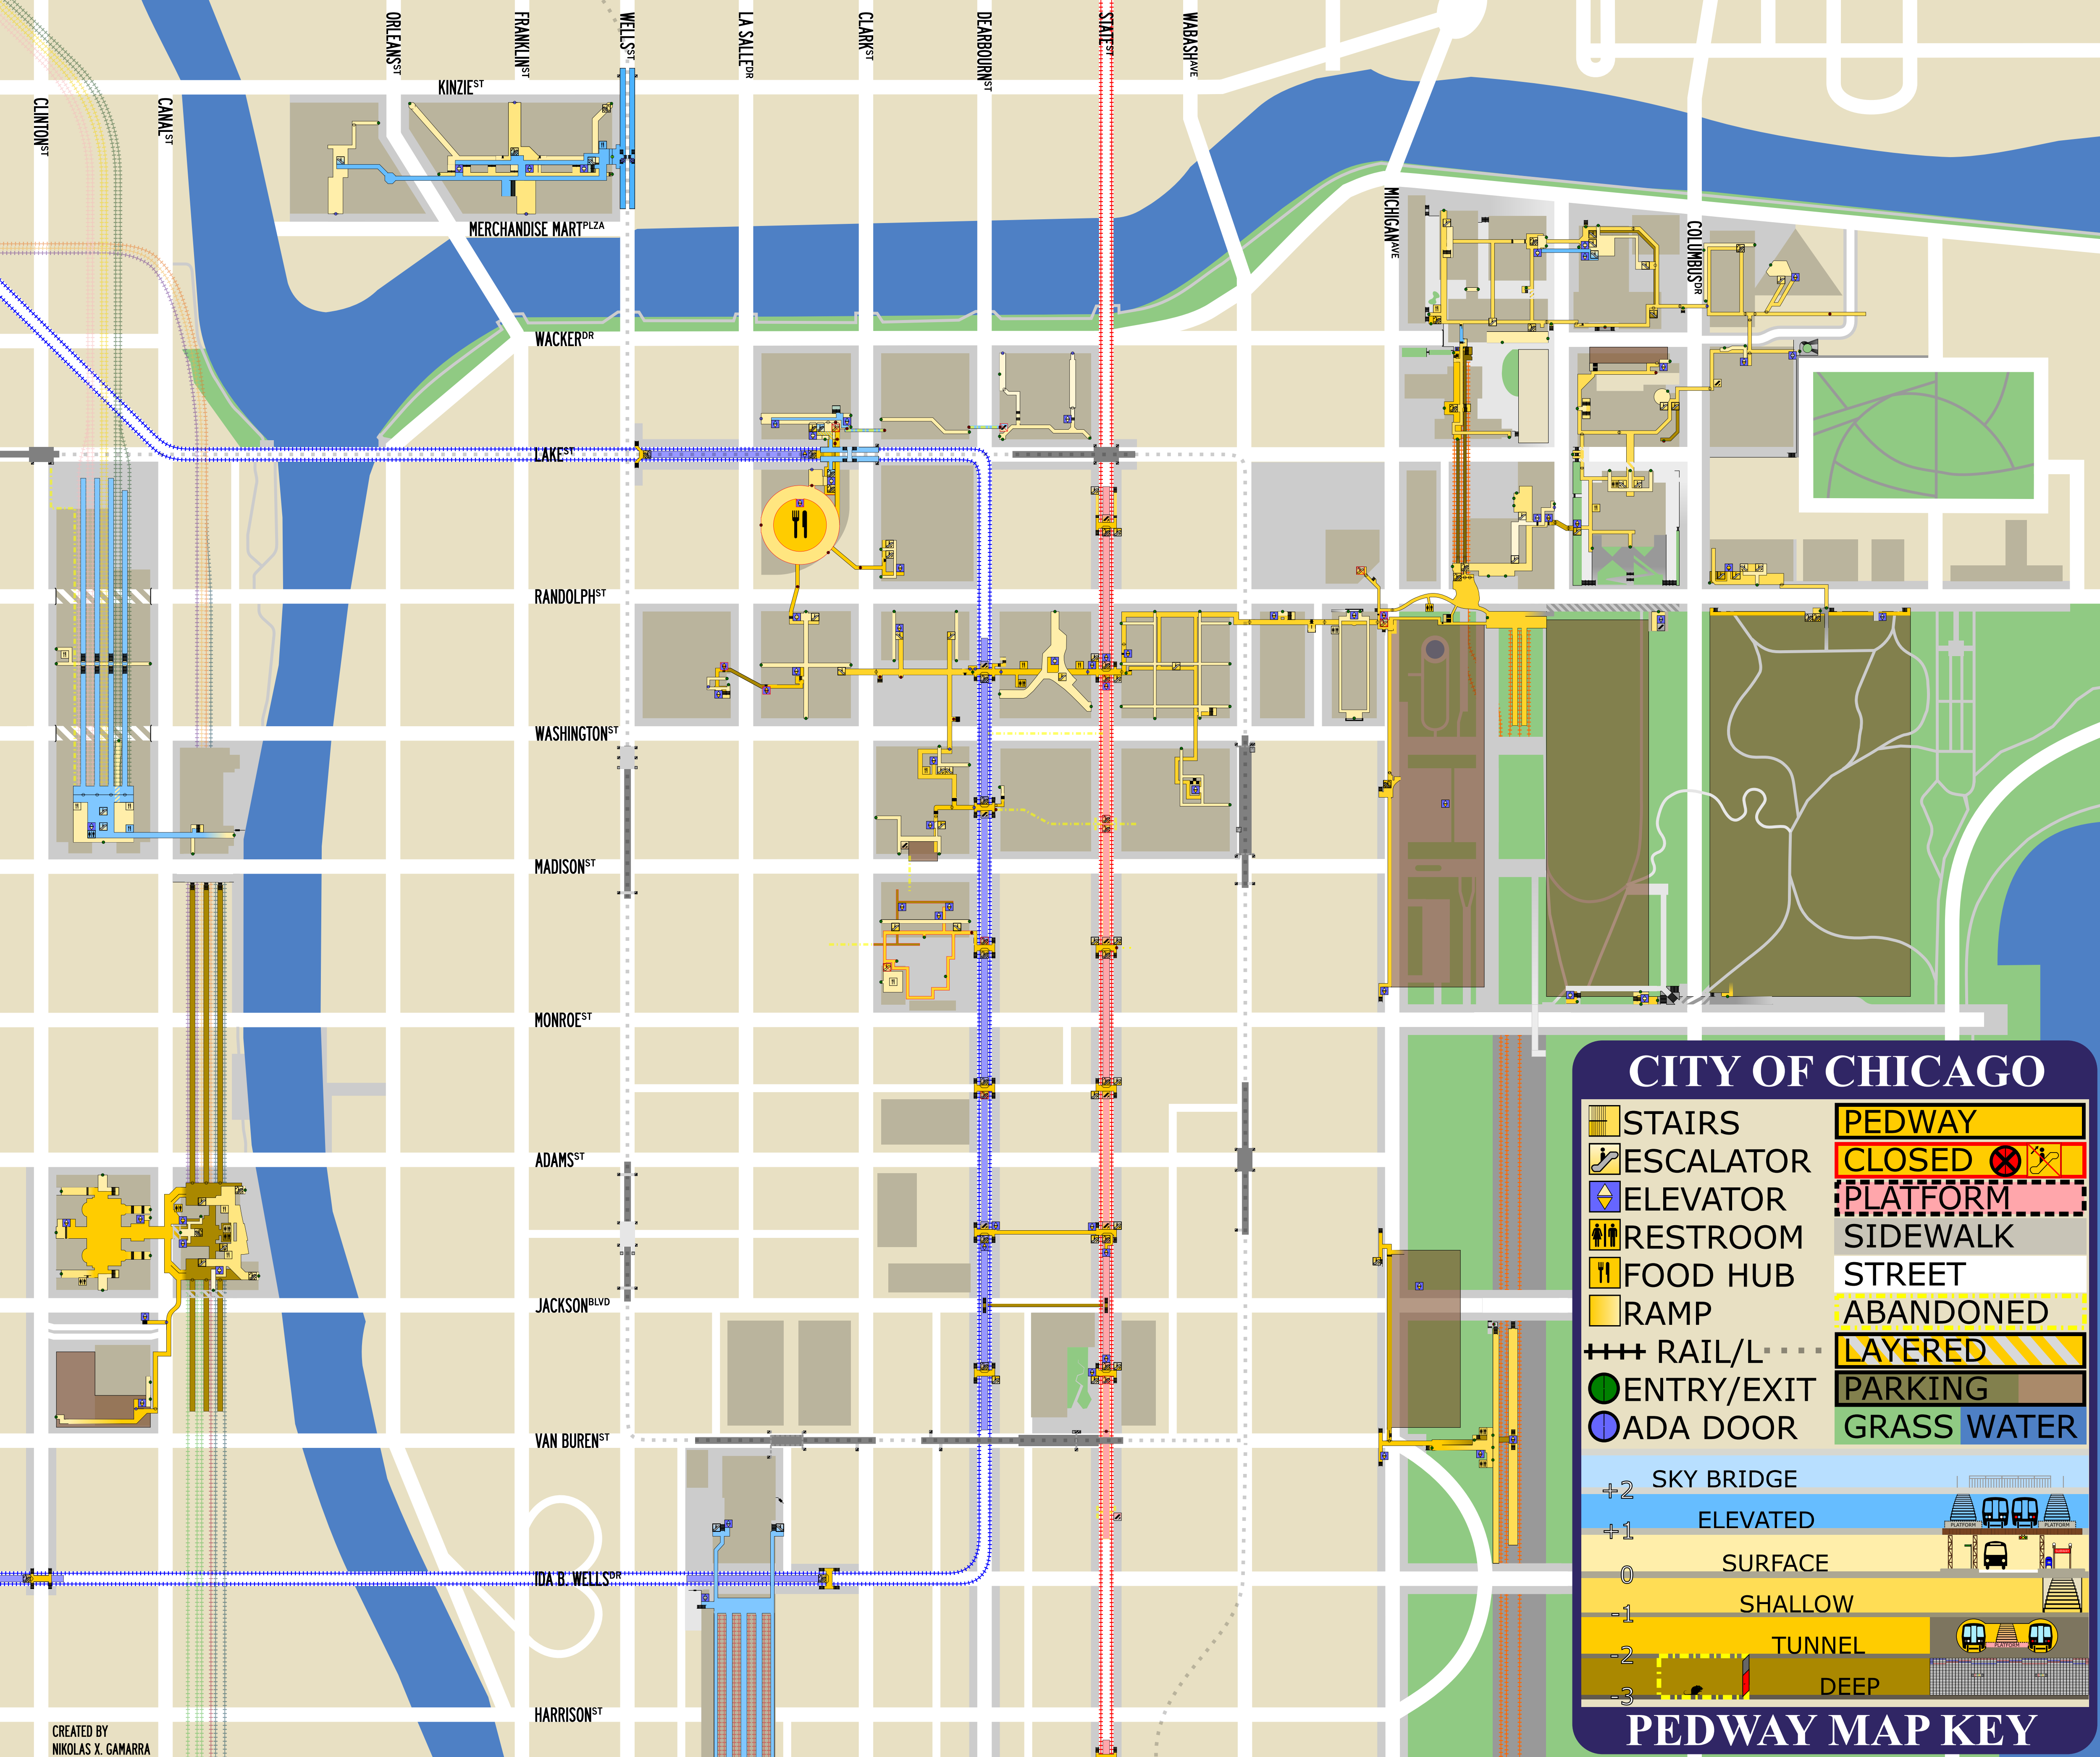 ORLEANS ST
FRANKLIN ST
WELLS ST
LA SALLE DR
CLARK ST
DEARBOURN ST
STATE ST
WABASH AVE
KINZIE ST
CLINTON ST
CANAL ST
MERCHANDISE MART PLZA
MICHIGAN AVE
COLUMBUS DR
WACKER DR
LAKE ST
RANDOLPH ST
WASHINGTON ST
MADISON ST
MONROE ST
ADAMS ST
JACKSON BLVD
VAN BUREN ST
IDA B. WELLS DR
HARRISON ST
CREATED BY
NIKOLAS X. GAMARRA
CITY OF CHICAGO
STAIRS
PEDWAY
ESCALATOR
CLOSED
ELEVATOR
PLATFORM
RESTROOM
SIDEWALK
FOOD HUB
STREET
RAMP
ABANDONED
RAIL/L
LAYERED
ENTRY/EXIT
PARKING
ADA DOOR
GRASS WATER
SKY BRIDGE
+2
ELEVATED
PLATFORM PLATFORM
+1
SURFACE
0
SHALLOW
-1
TUNNEL
PLATFORM
-2
DEEP
-3
PEDWAY MAP KEY